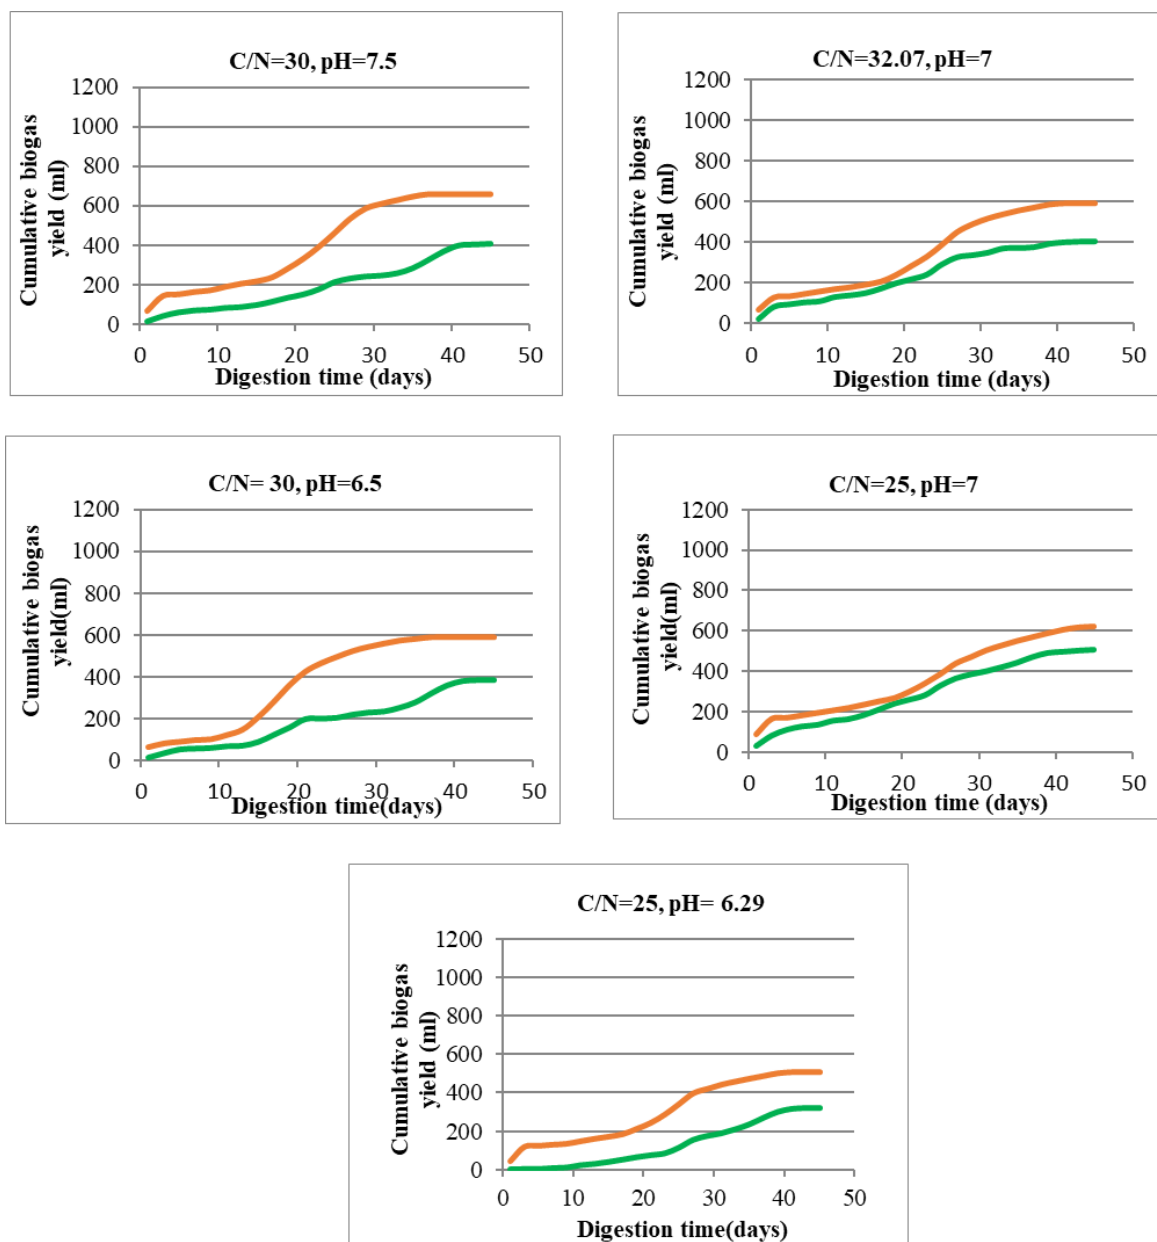 C/N=30, pH=7.5
Cumulative biogas
yield (ml)
1200
1000
800
600
400
200
0
0 10 20 30 40 50
Digestion time (days)
C/N=32.07, pH=7
Cumulative biogas
yield (ml)
1200
1000
800
600
400
200
0
0 10 20 30 40 50
Digestion time (days)
C/N= 30, pH=6.5
Cumulative biogas
yield(ml)
1200
1000
800
600
400
200
0
0 10 20 30 40 50
Digestion time(days)
C/N=25, pH=7
Cumulative biogas
yield(ml)
1200
1000
800
600
400
200
0
0 10 20 30 40 50
Digestion time (days)
C/N=25, pH= 6.29
Cumulative biogas
yield (ml)
1200
1000
800
600
400
200
0
0 10 20 30 40 50
Digestion time(days)